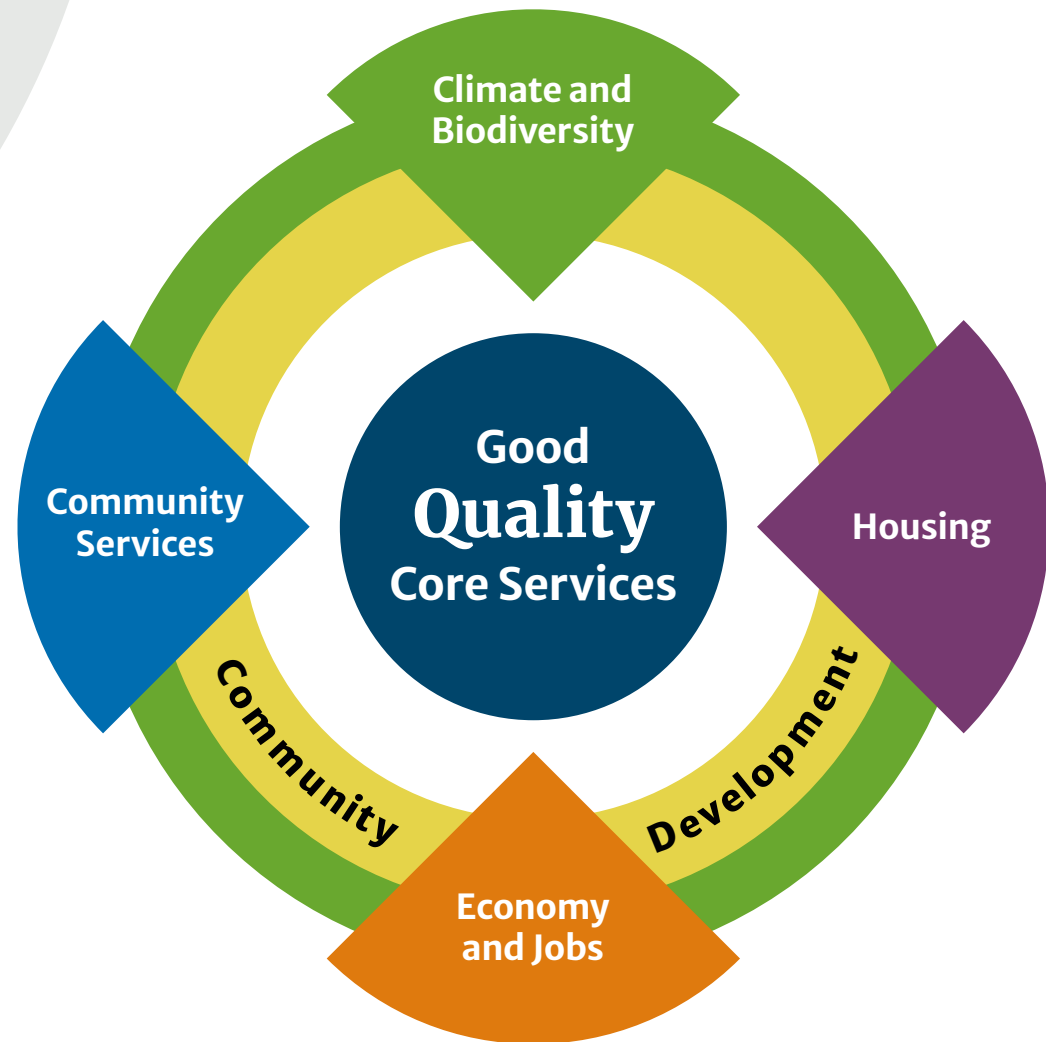 Climate and
Biodiversity
Community
Services
Good
Quality
Core Services
Housing
Community
Development
Economy
and Jobs